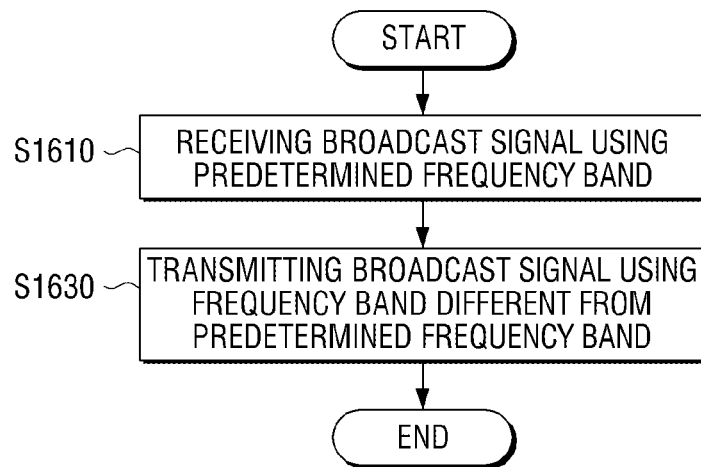 START
S1610
RECEIVING BROADCAST SIGNAL USING
PREDETERMINED FREQUENCY BAND
S1630
TRANSMITTING BROADCAST SIGNAL USING
FREQUENCY BAND DIFFERENT FROM
PREDETERMINED FREQUENCY BAND
END